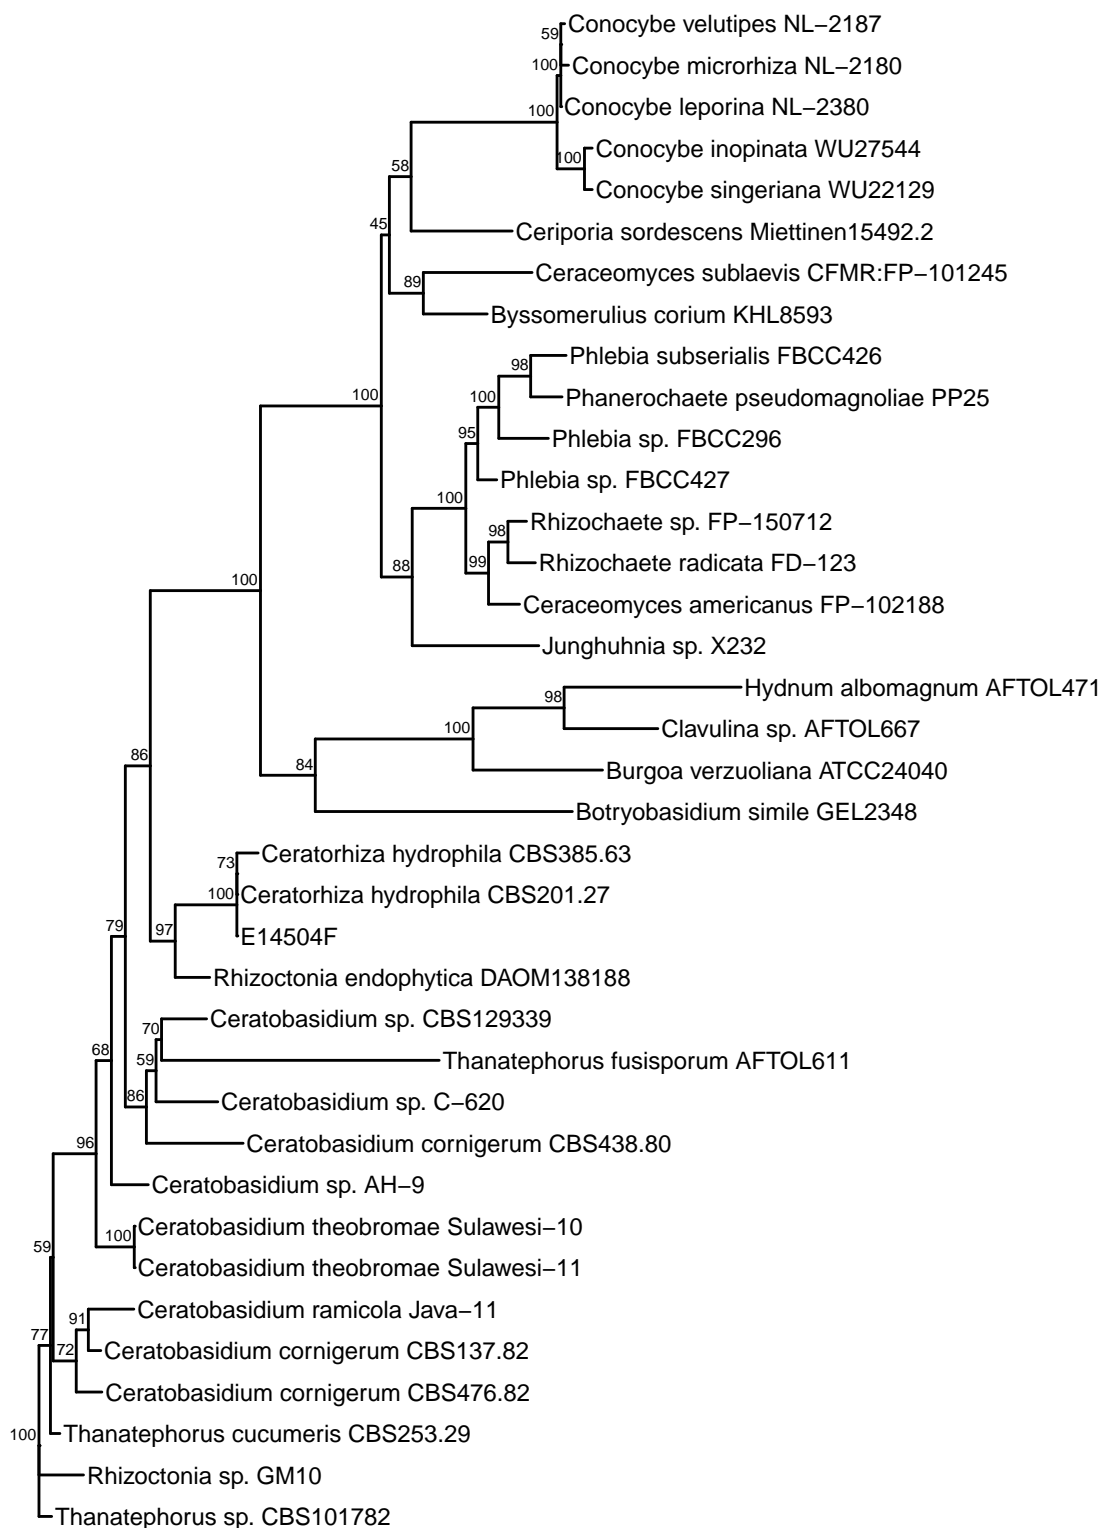 Conocybe velutipes NL−2187
59
Conocybe microrhiza NL−2180
100
Conocybe leporina NL−2380
100
Conocybe inopinata WU27544
100
Conocybe singeriana WU22129
58
Ceriporia sordescens Miettinen15492.2
45
Ceraceomyces sublaevis CFMR:FP−101245
89
Byssomerulius corium KHL8593
Phlebia subserialis FBCC426
98
Phanerochaete pseudomagnoliae PP25
100
100
Phlebia sp. FBCC296
95
Phlebia sp. FBCC427
100
Rhizochaete sp. FP−150712
98
Rhizochaete radicata FD−123
99
88
Ceraceomyces americanus FP−102188
100
Junghuhnia sp. X232
Hydnum albomagnum AFTOL471
98
Clavulina sp. AFTOL667
100
Burgoa verzuoliana ATCC24040
86
84
Botryobasidium simile GEL2348
Ceratorhiza hydrophila CBS385.63
73
Ceratorhiza hydrophila CBS201.27
100
E14504F
79
97
Rhizoctonia endophytica DAOM138188
Ceratobasidium sp. CBS129339
70
Thanatephorus fusisporum AFTOL611
68
59
Ceratobasidium sp. C−620
86
Ceratobasidium cornigerum CBS438.80
96
Ceratobasidium sp. AH−9
Ceratobasidium theobromae Sulawesi−10
100
59
Ceratobasidium theobromae Sulawesi−11
Ceratobasidium ramicola Java−11
91
77
72
Ceratobasidium cornigerum CBS137.82
Ceratobasidium cornigerum CBS476.82
Thanatephorus cucumeris CBS253.29
100
Rhizoctonia sp. GM10
Thanatephorus sp. CBS101782